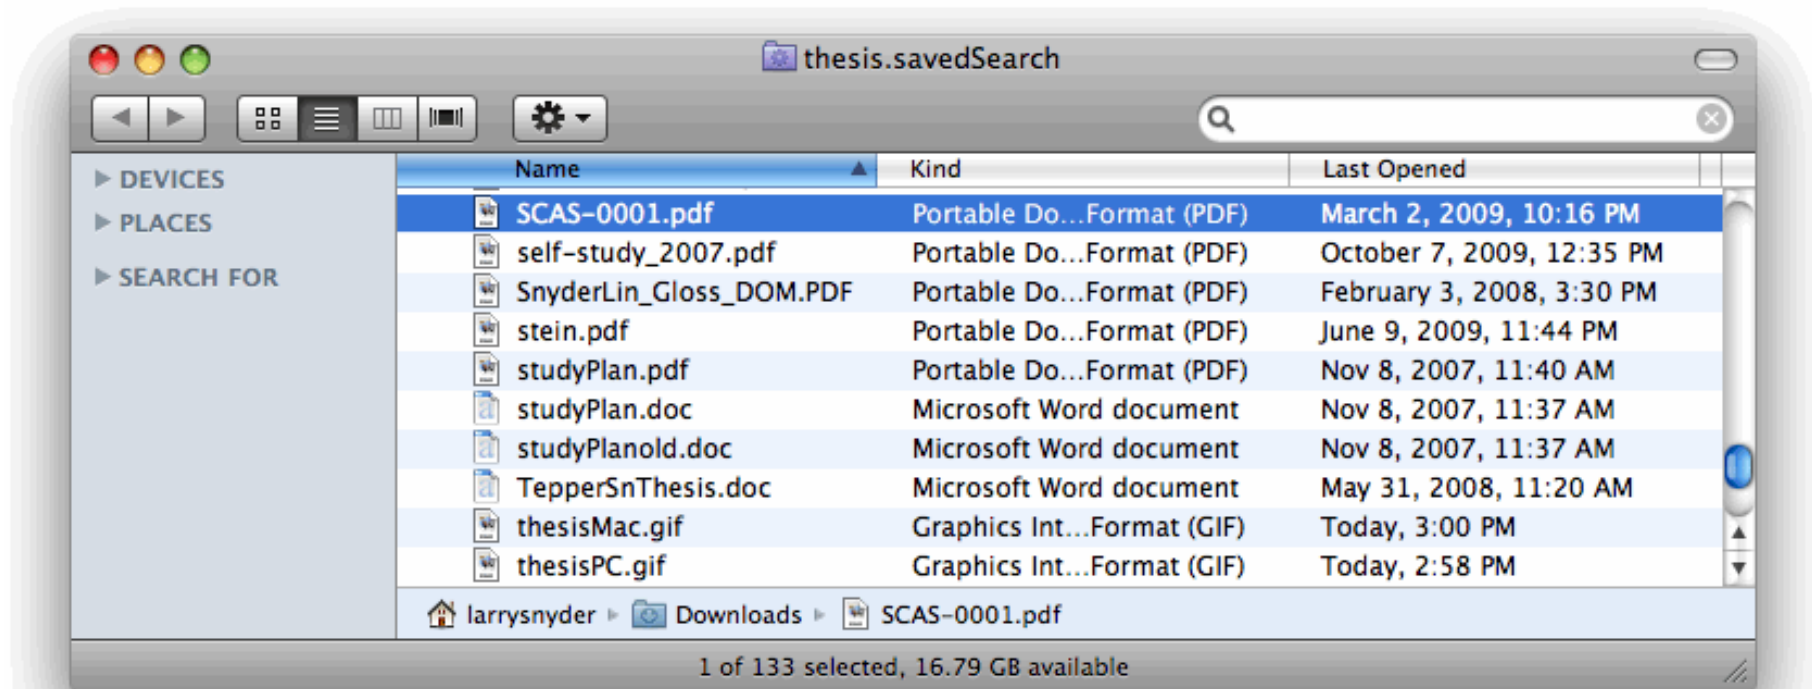 thesis.savedSearch
DEVICES
PLACES
SEARCH FOR
Name Kind Last Opened
SCAS-0001.pdf Portable Do...Format (PDF) March 2, 2009, 10:16 PM
self-study_2007.pdf Portable Do...Format (PDF) October 7, 2009, 12:35 PM
SnyderLin_Gloss_DOM.PDF Portable Do...Format (PDF) February 3, 2008, 3:30 PM
stein.pdf Portable Do...Format (PDF) June 9, 2009, 11:44 PM
studyPlan.pdf Portable Do...Format (PDF) Nov 8, 2007, 11:40 AM
studyPlan.doc Microsoft Word document Nov 8, 2007, 11:37 AM
studyPlanold.doc Microsoft Word document Nov 8, 2007, 11:37 AM
TepperSnThesis.doc Microsoft Word document May 31, 2008, 11:20 AM
thesisMac.gif Graphics Int...Format (GIF) Today, 3:00 PM
thesisPC.gif Graphics Int...Format (GIF) Today, 2:58 PM
larrysnyder Downloads SCAS-0001.pdf
1 of 133 selected, 16.79 GB available